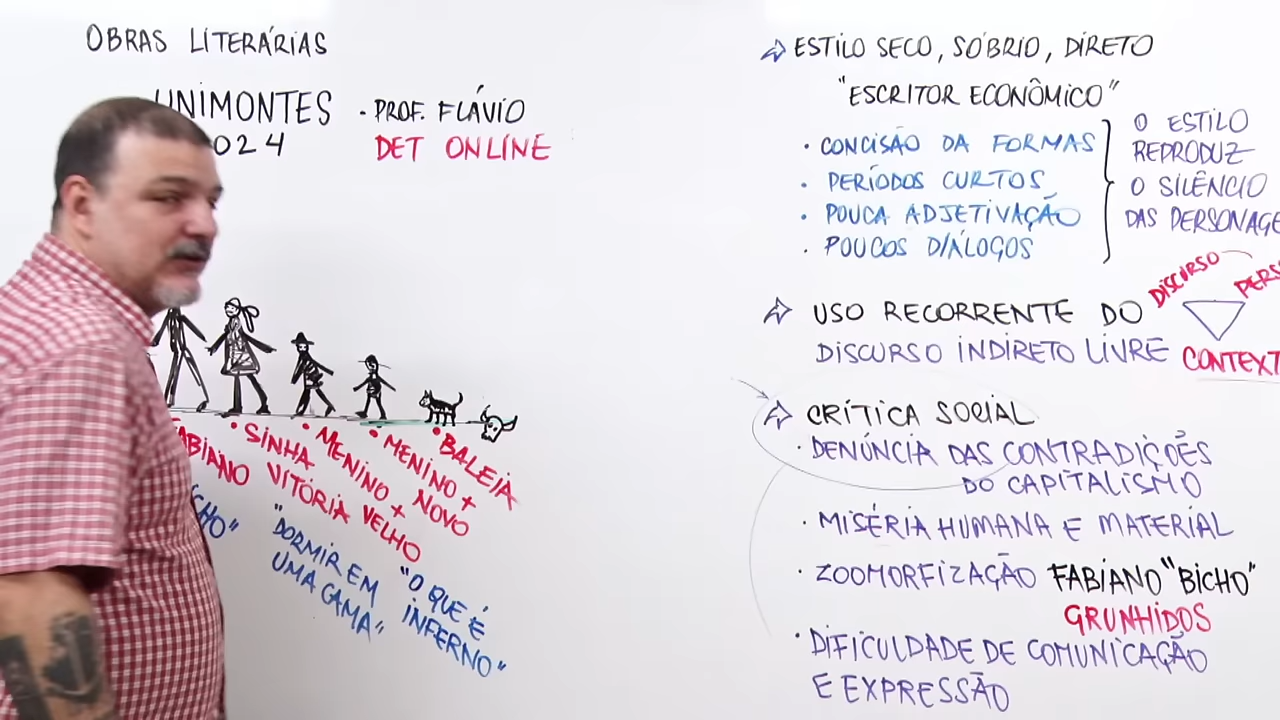 OBRAS LITERÁRIAS
UNIMONTES
024
· PROF. FLÁVIO
DET ONLINE
FABIANO
· SINHA
VITÓRIA
· MENINO +
VELHO
· MENINO +
NOVO
· BALEIA
CHO"
"DORMIR EM
UMA CAMA"
"O QUE É
INFERNO"
ESTILO SECO, SÓBRIO, DIRETO
"ESCRITOR ECONÔMICO"
· CONCISÃO DA FORMAS
· PERÍODOS CURTOS
· POUCA ADJETIVAÇÃO
· POUCOS DIÁLOGOS
O ESTILO
REPRODUZ
O SILÊNCIO
DAS PERSONAGE
USO RECORRENTE DO
DISCURSO INDIRETO LIVRE
DISCURSO
PERS
CONTEXT
CRÍTICA SOCIAL
· DENÚNCIA DAS CONTRADIÇÕES
DO CAPITALISMO
· MISÉRIA HUMANA E MATERIAL
· ZOOMORFIZAÇÃO FABIANO "BICHO"
GRUNHIDOS
· DIFICULDADE DE COMUNICAÇÃO
E EXPRESSÃO